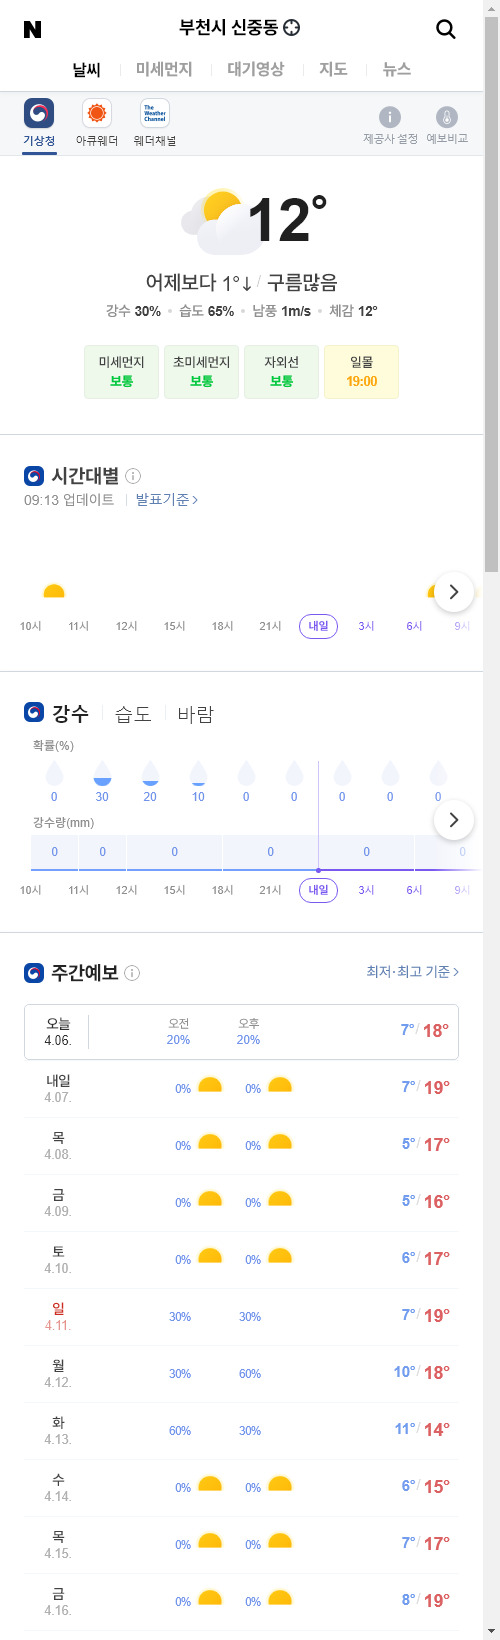 N
부천시 신중동
날씨 미세먼지 대기영상 지도 뉴스
The Weather Channel
기상청 아큐웨더 웨더채널 제공사 설정 예보비교
12°
어제보다 1°↓ / 구름많음
강수 30% 습도 65% 남풍 1m/s 체감 12°
미세먼지 초미세먼지 자외선 일몰
보통 보통 보통 19:00
시간대별
09:13 업데이트 발표기준 >
10시 11시 12시 15시 18시 21시 내일 3시 6시 9시
강수 습도 바람
확률(%)
0 30 20 10 0 0 0 0 0
강수량(mm)
0 0 0 0 0 0
10시 11시 12시 15시 18시 21시 내일 3시 6시 9시
주간예보 최저·최고 기준 >
오늘 오전 오후
4.06. 20% 20% 7°/ 18°
내일
4.07. 0% 0% 7°/ 19°
목
4.08. 0% 0% 5°/ 17°
금
4.09. 0% 0% 5°/ 16°
토
4.10. 0% 0% 6°/ 17°
일
4.11. 30% 30% 7°/ 19°
월
4.12. 30% 60% 10°/ 18°
화
4.13. 60% 30% 11°/ 14°
수
4.14. 0% 0% 6°/ 15°
목
4.15. 0% 0% 7°/ 17°
금
4.16. 0% 0% 8°/ 19°